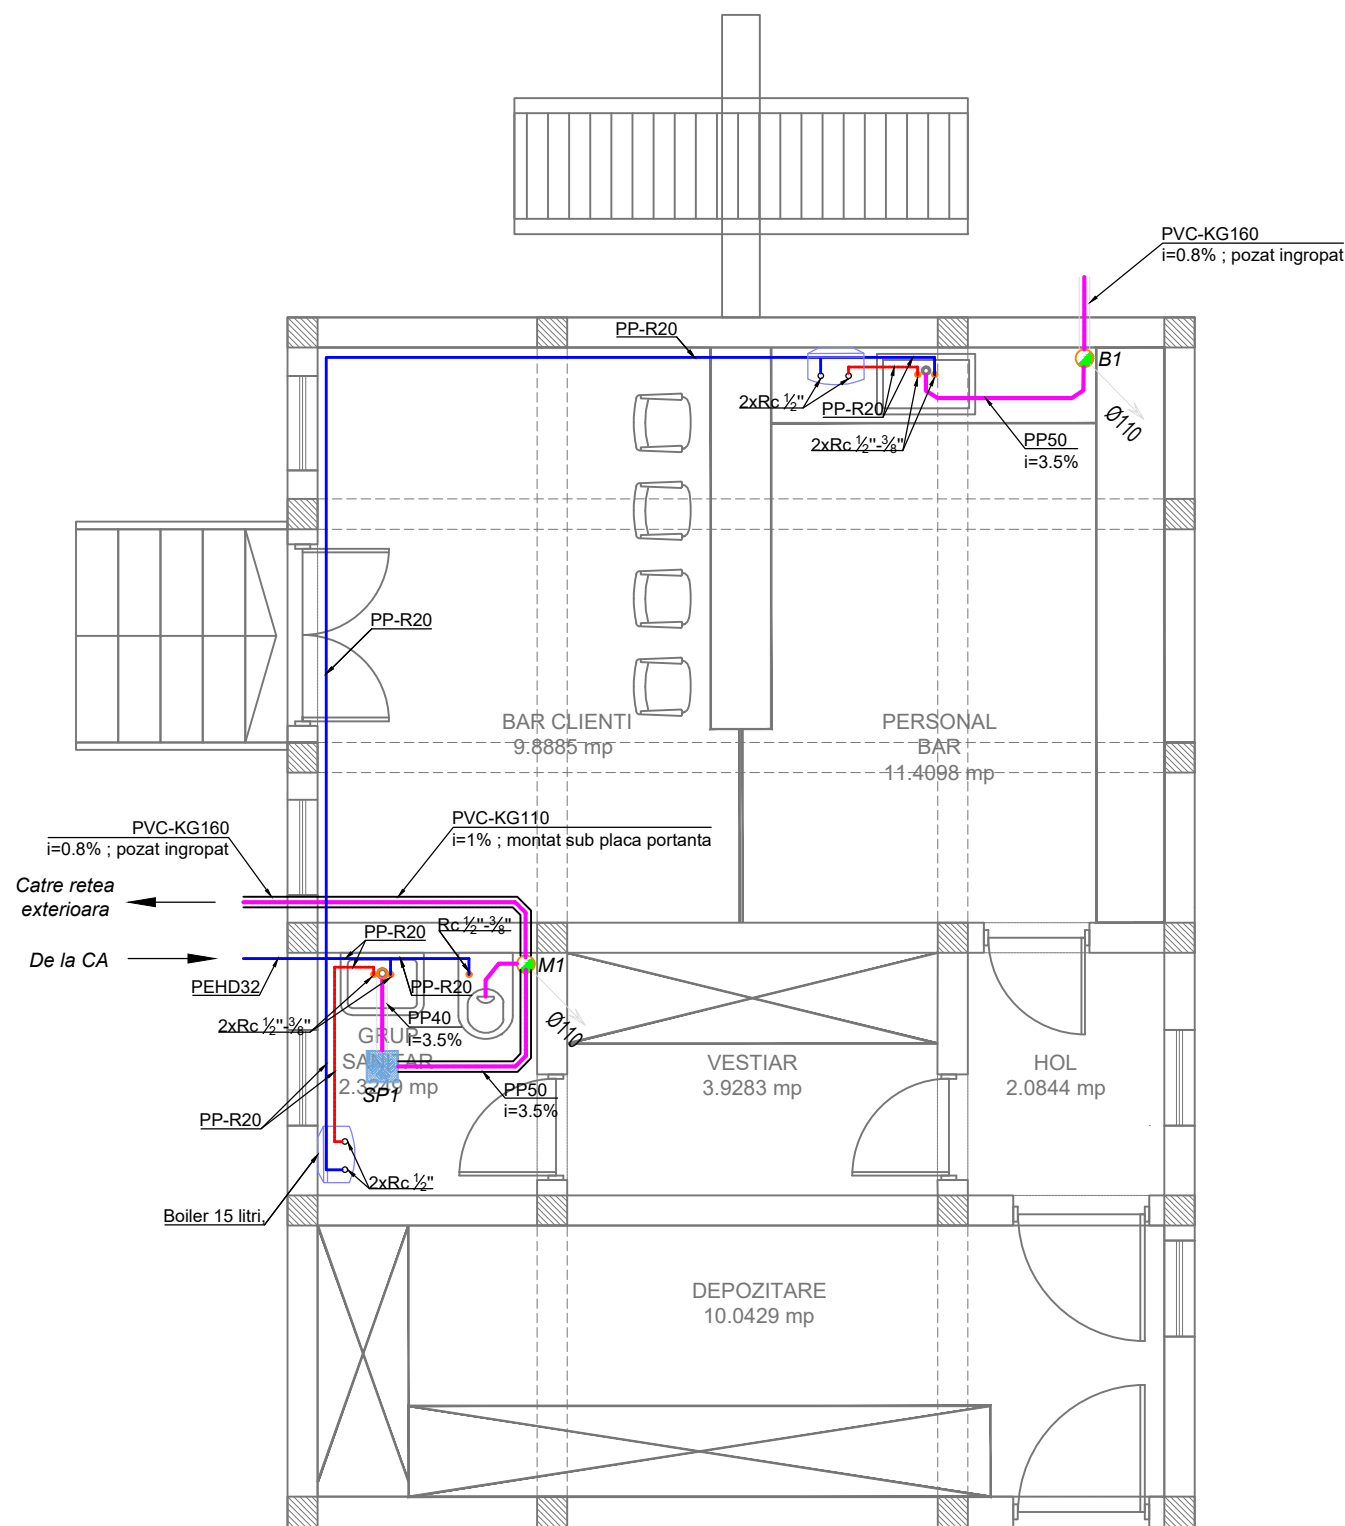 PVC-KG160
i=0.8% ; pozat ingropat
PP-R20
B1
2xRc ½"
PP-R20
Ø110
2xRc ½"-⅜"
PP50
i=3.5%
PP-R20
BAR CLIENTI
9.8885 mp
PERSONAL
BAR
11.4098 mp
PVC-KG160
i=0.8% ; pozat ingropat
PVC-KG110
i=1% ; montat sub placa portanta
Catre retea
exterioara
Rc ½"-⅜"
PP-R20
De la CA
M1
PEHD32
PP-R20
2xRc ½"-⅜"
PP40
i=3.5%
Ø110
GRUP
SANITAR
mp
SP1
VESTIAR
3.9283 mp
HOL
2.0844 mp
PP50
i=3.5%
PP-R20
2xRc ½"
Boiler 15 litri,
DEPOZITARE
10.0429 mp